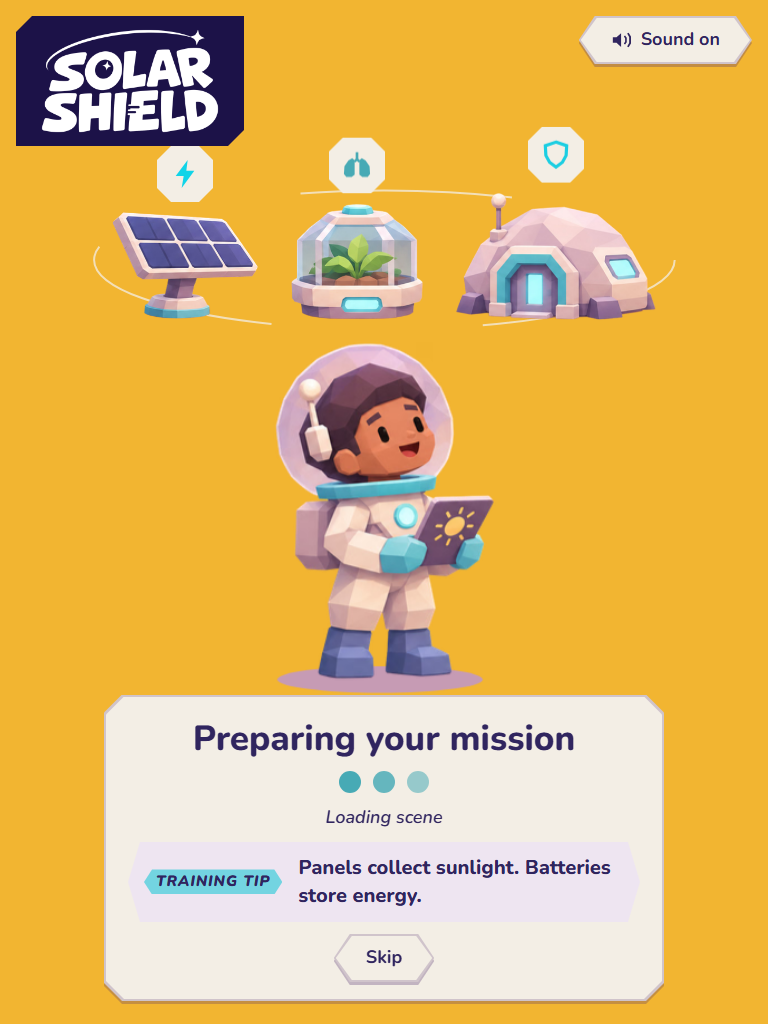 SOLAR
SHIELD
Sound on
Preparing your mission
Loading scene
TRAINING TIP
Panels collect sunlight. Batteries
store energy.
Skip